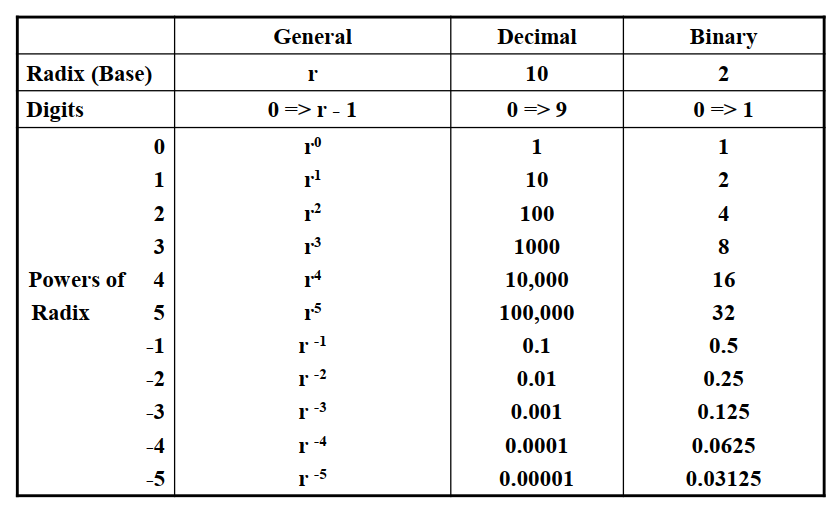 General Decimal Binary
Radix (Base) r 10 2
Digits 0 => r - 1 0 => 9 0 => 1
0 r⁰ 1 1
1 r¹ 10 2
2 r² 100 4
3 r³ 1000 8
Powers of 4 r⁴ 10,000 16
Radix 5 r⁵ 100,000 32
-1 r ⁻¹ 0.1 0.5
-2 r ⁻² 0.01 0.25
-3 r ⁻³ 0.001 0.125
-4 r ⁻⁴ 0.0001 0.0625
-5 r ⁻⁵ 0.00001 0.03125